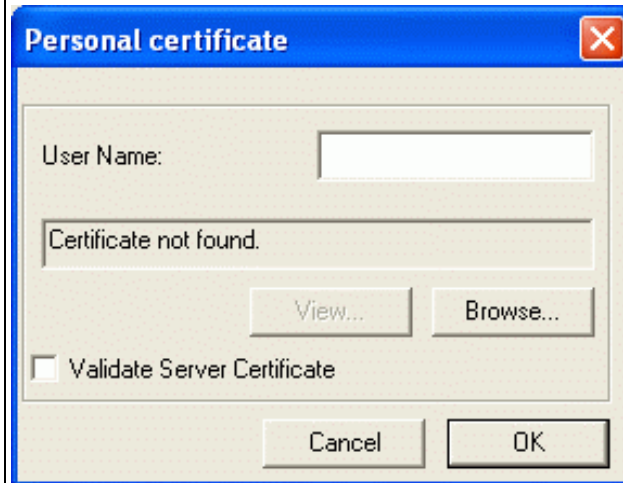 Personal certificate
User Name:
Certificate not found.
View... Browse...
Validate Server Certificate
Cancel OK